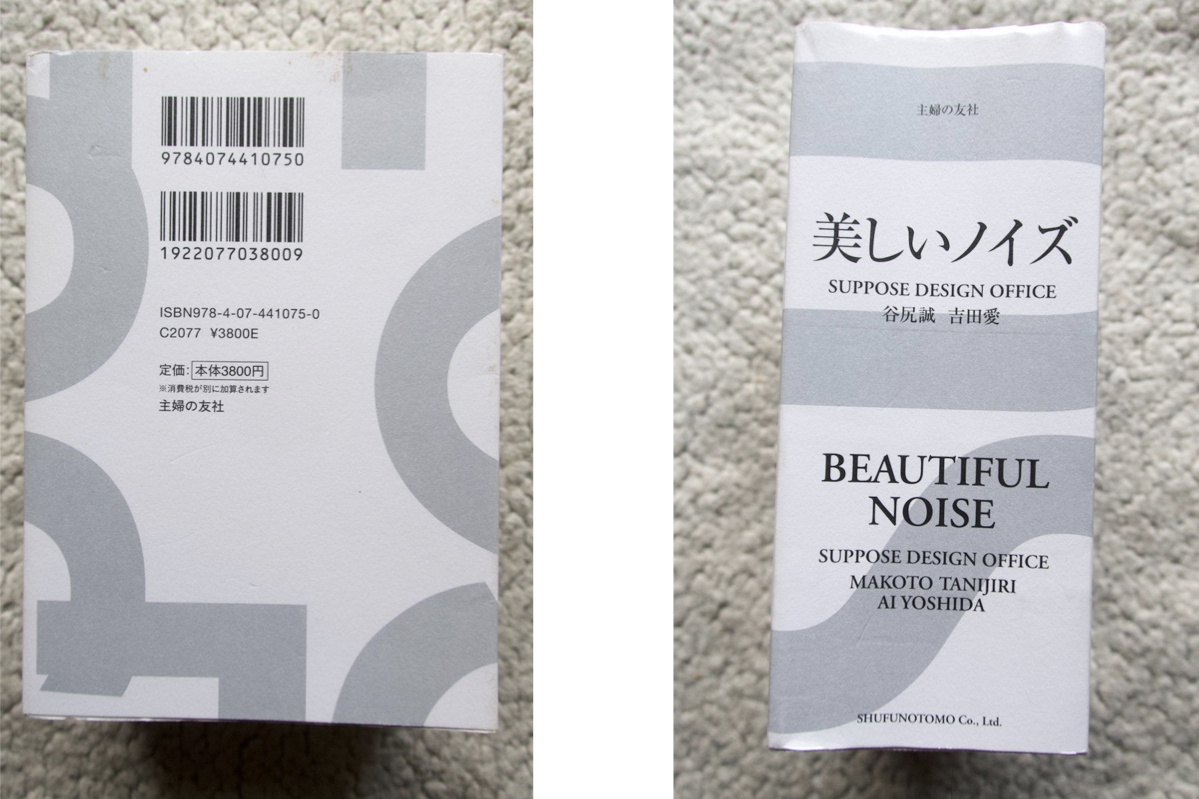 9784074410750
1922077038009
ISBN978-4-07-441075-0
C2077 ¥3800E
定価：本体3800円
※消費税が別に加算されます
主婦の友社
主婦の友社
美しいノイズ
SUPPOSE DESIGN OFFICE
谷尻誠 吉田愛
BEAUTIFUL
NOISE
SUPPOSE DESIGN OFFICE
MAKOTO TANIJIRI
AI YOSHIDA
SHUFUNOTOMO Co., Ltd.